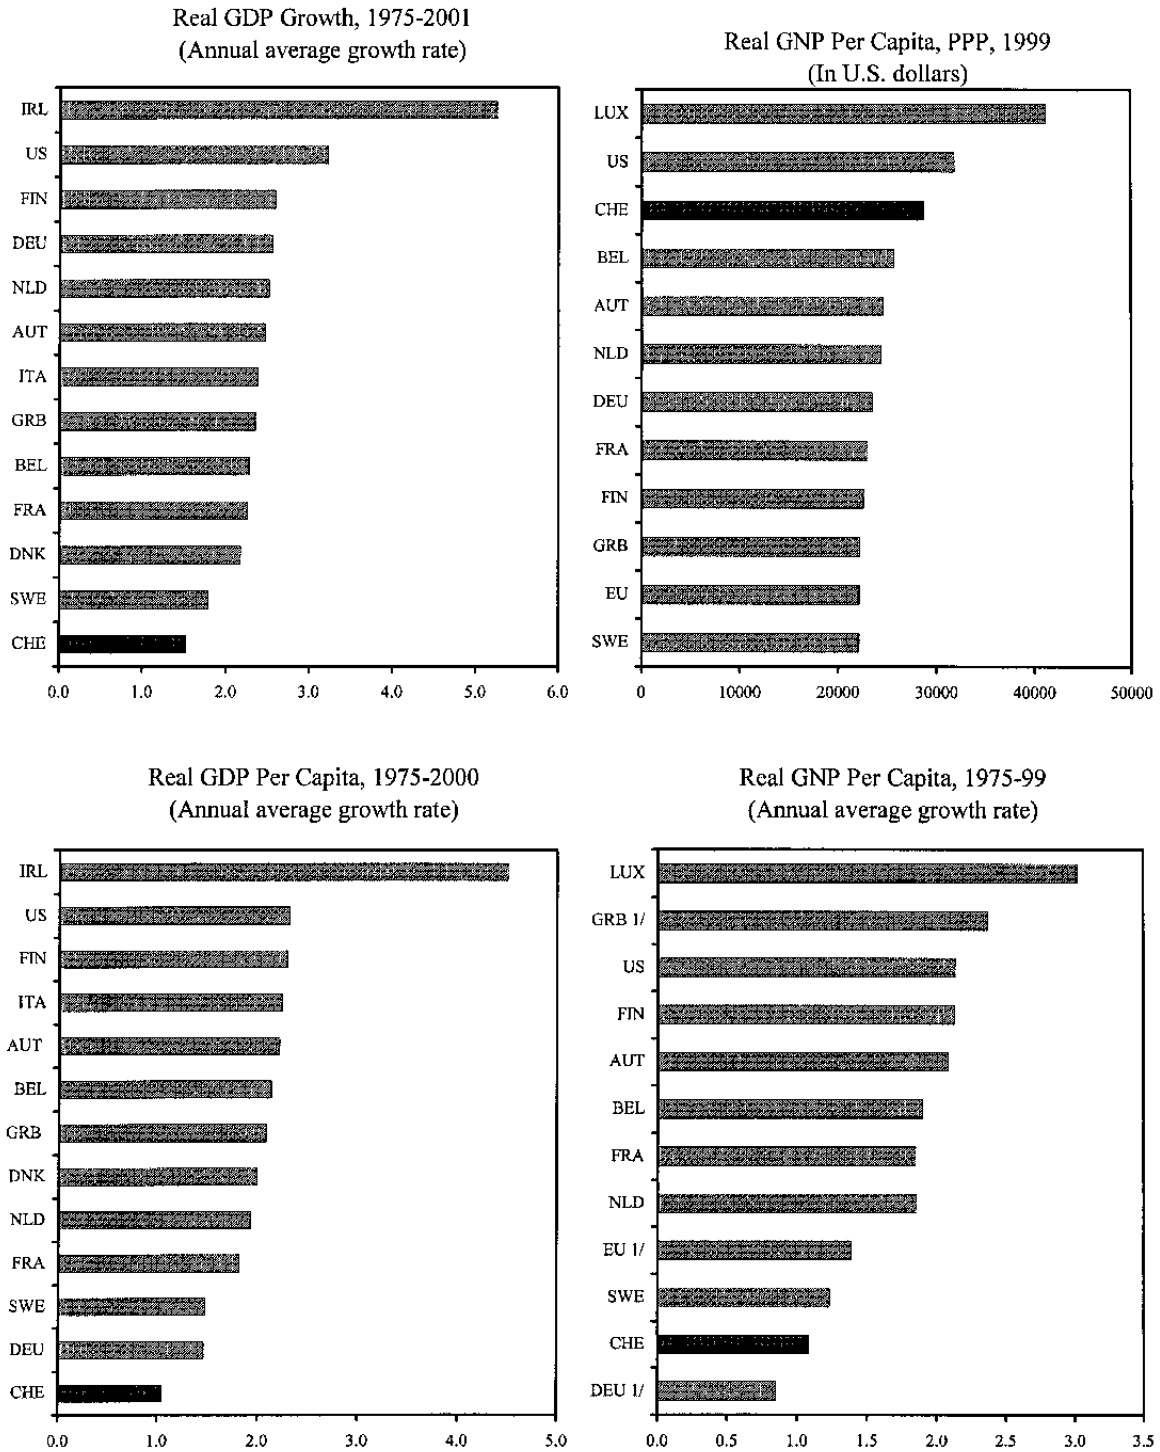 Real GDP Growth, 1975-2001
(Annual average growth rate)
IRL
US
FIN
DEU
NLD
AUT
ITA
GRB
BEL
FRA
DNK
SWE
CHE
0.0 1.0 2.0 3.0 4.0 5.0 6.0
Real GNP Per Capita, PPP, 1999
(In U.S. dollars)
LUX
US
CHE
BEL
AUT
NLD
DEU
FRA
FIN
GRB
EU
SWE
0 10000 20000 30000 40000 50000
Real GDP Per Capita, 1975-2000
(Annual average growth rate)
IRL
US
FIN
ITA
AUT
BEL
GRB
DNK
NLD
FRA
SWE
DEU
CHE
0.0 1.0 2.0 3.0 4.0 5.0
Real GNP Per Capita, 1975-99
(Annual average growth rate)
LUX
GRB 1/
US
FIN
AUT
BEL
FRA
NLD
EU 1/
SWE
CHE
DEU 1/
0.0 0.5 1.0 1.5 2.0 2.5 3.0 3.5